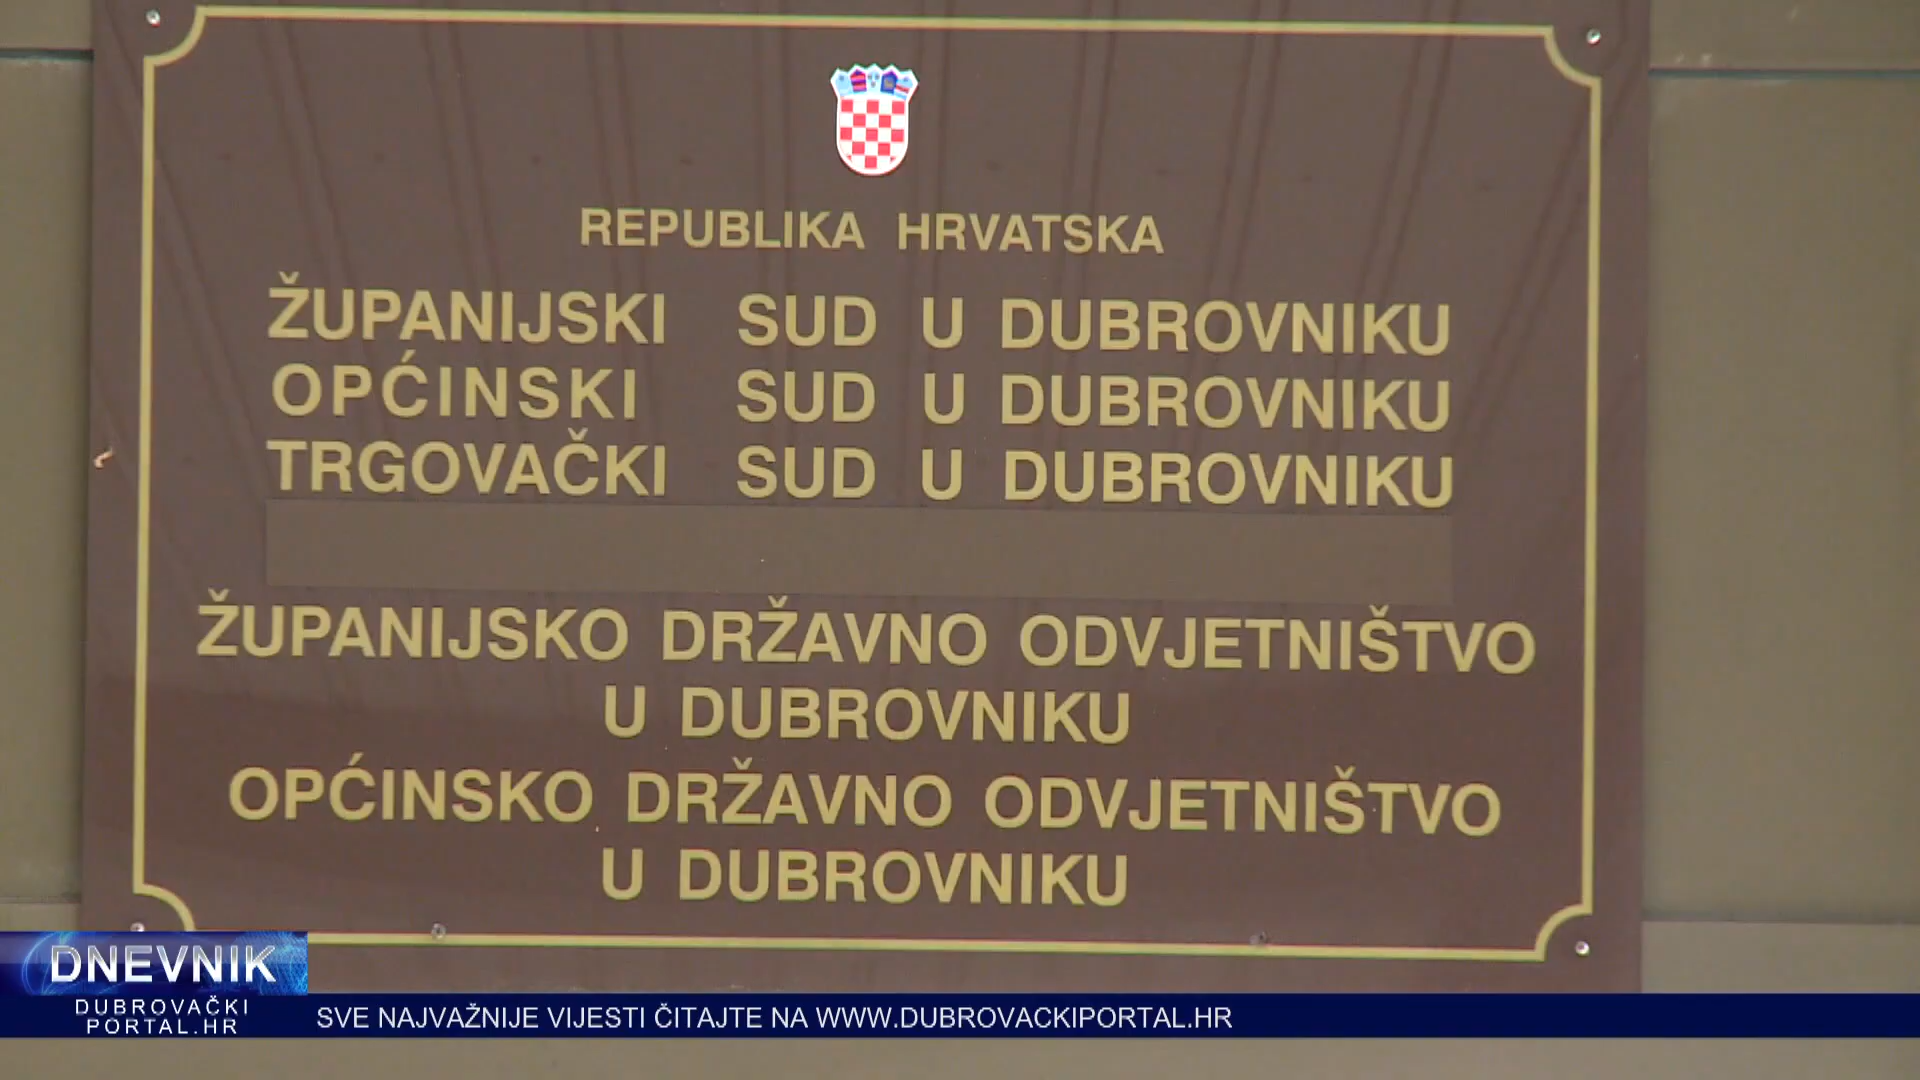 REPUBLIKA HRVATSKA
ŽUPANIJSKI SUD U DUBROVNIKU
OPĆINSKI SUD U DUBROVNIKU
TRGOVAČKI SUD U DUBROVNIKU
ŽUPANIJSKO DRŽAVNO ODVJETNIŠTVO
U DUBROVNIKU
OPĆINSKO DRŽAVNO ODVJETNIŠTVO
U DUBROVNIKU
DNEVNIK
DUBROVAČKI
PORTAL.HR
SVE NAJVAŽNIJE VIJESTI ČITAJTE NA WWW.DUBROVACKIPORTAL.HR